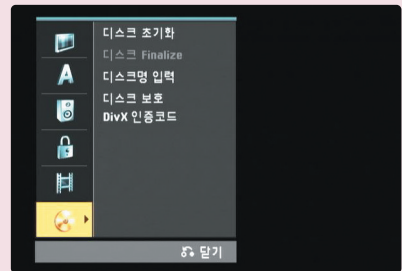 디스크 초기화
디스크 Finalize
A
디스크명 입력
디스크 보호
DivX 인증코드
닫기